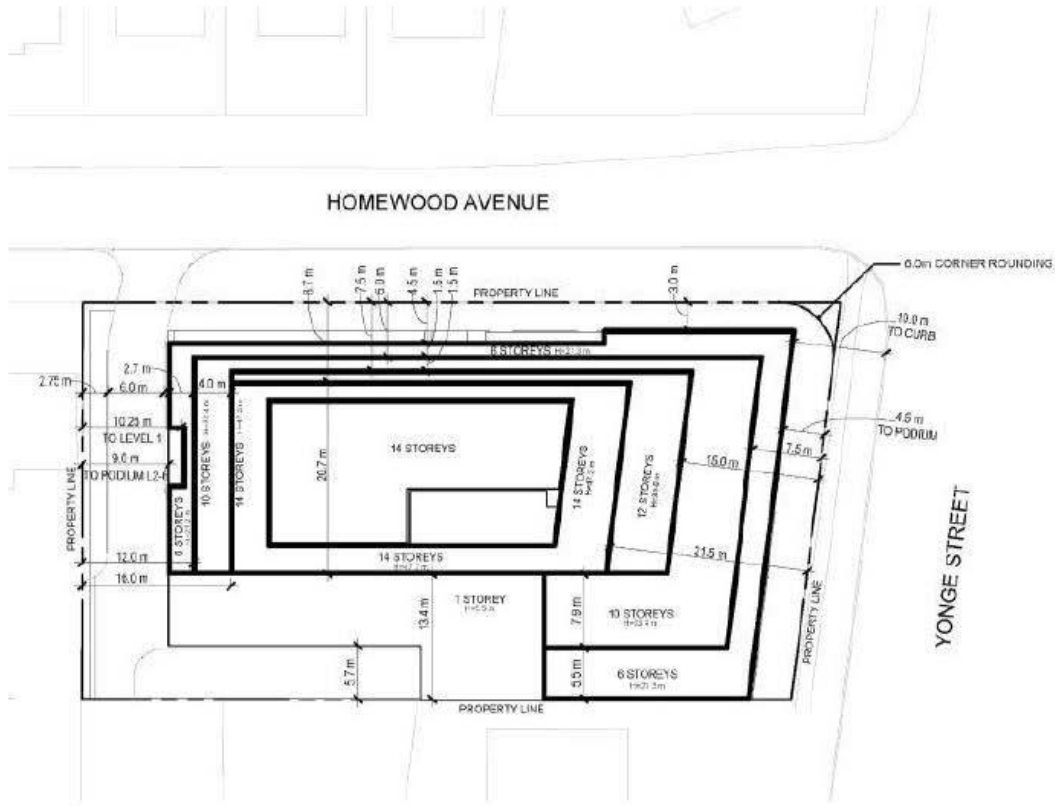 HOMEWOOD AVENUE
6.0m CORNER ROUNDING
PROPERTY LINE
8.7 m
7.5 m
6.0 m
4.5 m
1.5 m
1.5 m
3.0 m
10.0 m
TO CURB
6 STOREYS
2.75 m
6.0 m
2.7 m
4.0 m
10.25 m
TO LEVEL 1
9.0 m
TO PODIUM L2-6
PROPERTY LINE
6 STOREYS
10 STOREYS
14 STOREYS
20.7 m
14 STOREYS
14 STOREYS
12 STOREYS
4.5 m
TO PODIUM
7.5 m
15.0 m
21.5 m
14 STOREYS
12.0 m
16.0 m
1 STOREY
13.4 m
7.9 m
10 STOREYS
5.7 m
5.5 m
6 STOREYS
PROPERTY LINE
PROPERTY LINE
YONGE STREET